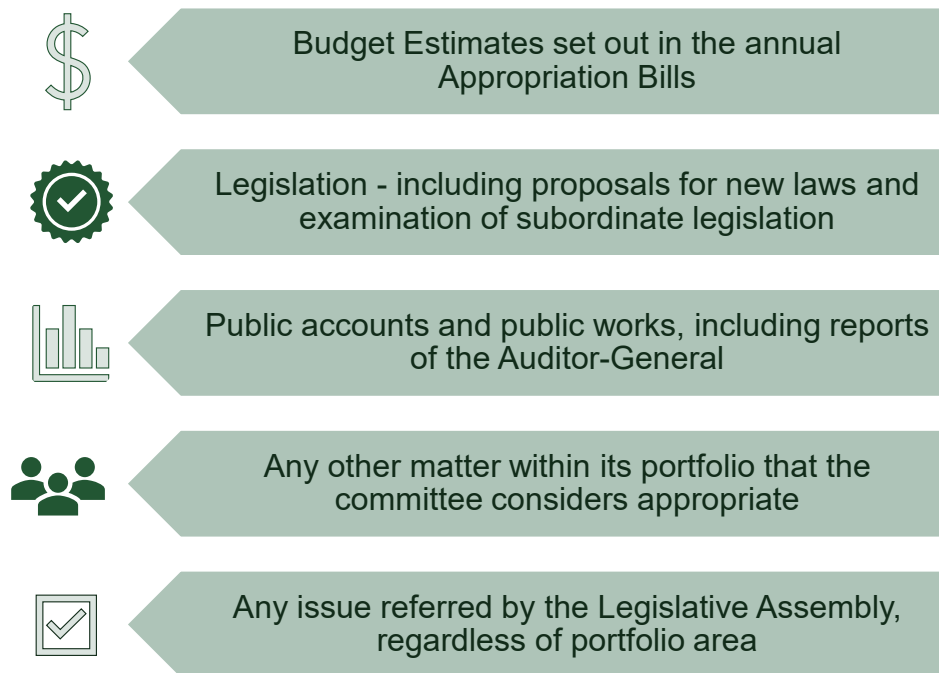 Budget Estimates set out in the annual
Appropriation Bills
Legislation - including proposals for new laws and
examination of subordinate legislation
Public accounts and public works, including reports
of the Auditor-General
Any other matter within its portfolio that the
committee considers appropriate
Any issue referred by the Legislative Assembly,
regardless of portfolio area